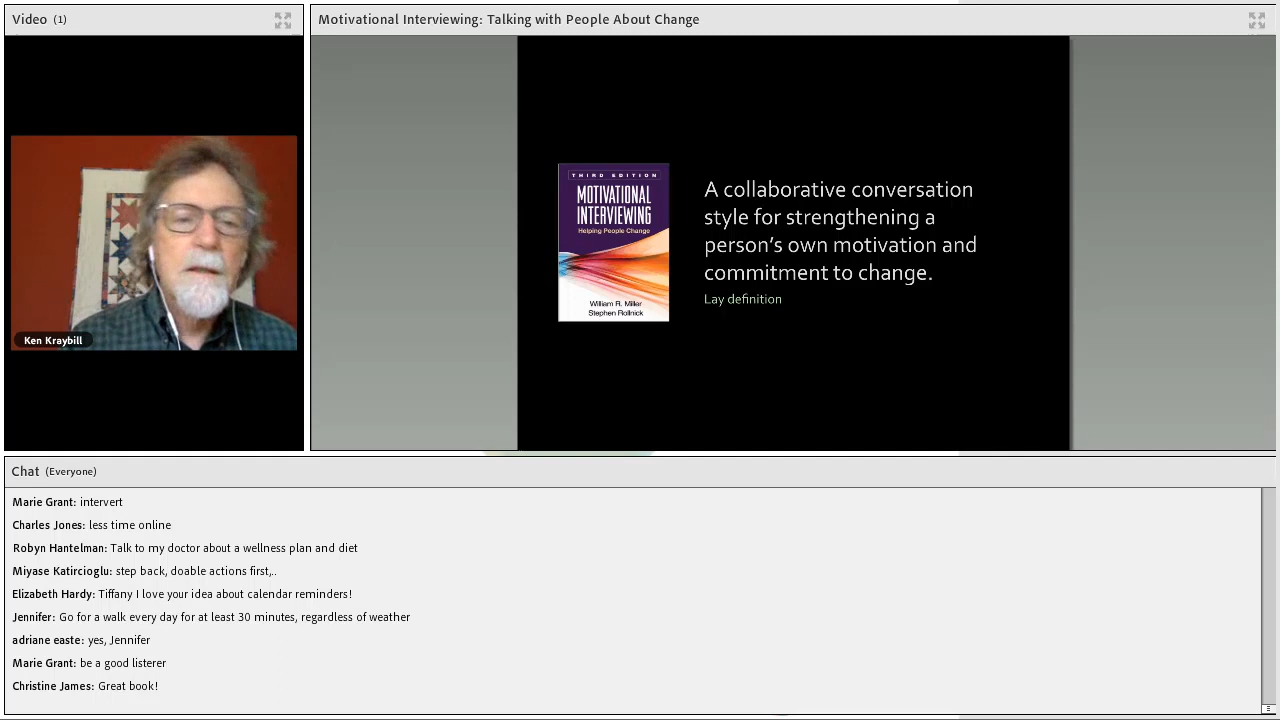 Video (1)
Motivational Interviewing: Talking with People About Change
Ken Kraybill
THIRD EDITION
MOTIVATIONAL
INTERVIEWING
Helping People Change
William R. Miller
Stephen Rollnick
A collaborative conversation
style for strengthening a
person's own motivation and
commitment to change.
Lay definition
Chat (Everyone)
Marie Grant: intervert
Charles Jones: less time online
Robyn Hantelman: Talk to my doctor about a wellness plan and diet
Miyase Katircioglu: step back, doable actions first,..
Elizabeth Hardy: Tiffany I love your idea about calendar reminders!
Jennifer: Go for a walk every day for at least 30 minutes, regardless of weather
adriane easte: yes, Jennifer
Marie Grant: be a good listerer
Christine James: Great book!